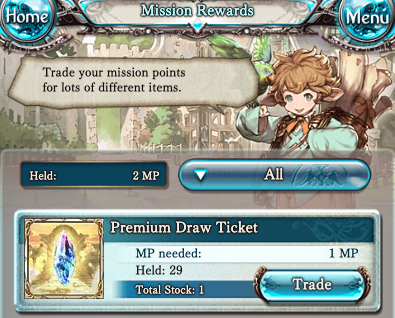 Home
Mission Rewards
Menu
Trade your mission points
for lots of different items.
Held: 2 MP
All
Premium Draw Ticket
MP needed: 1 MP
Held: 29
Total Stock: 1
Trade